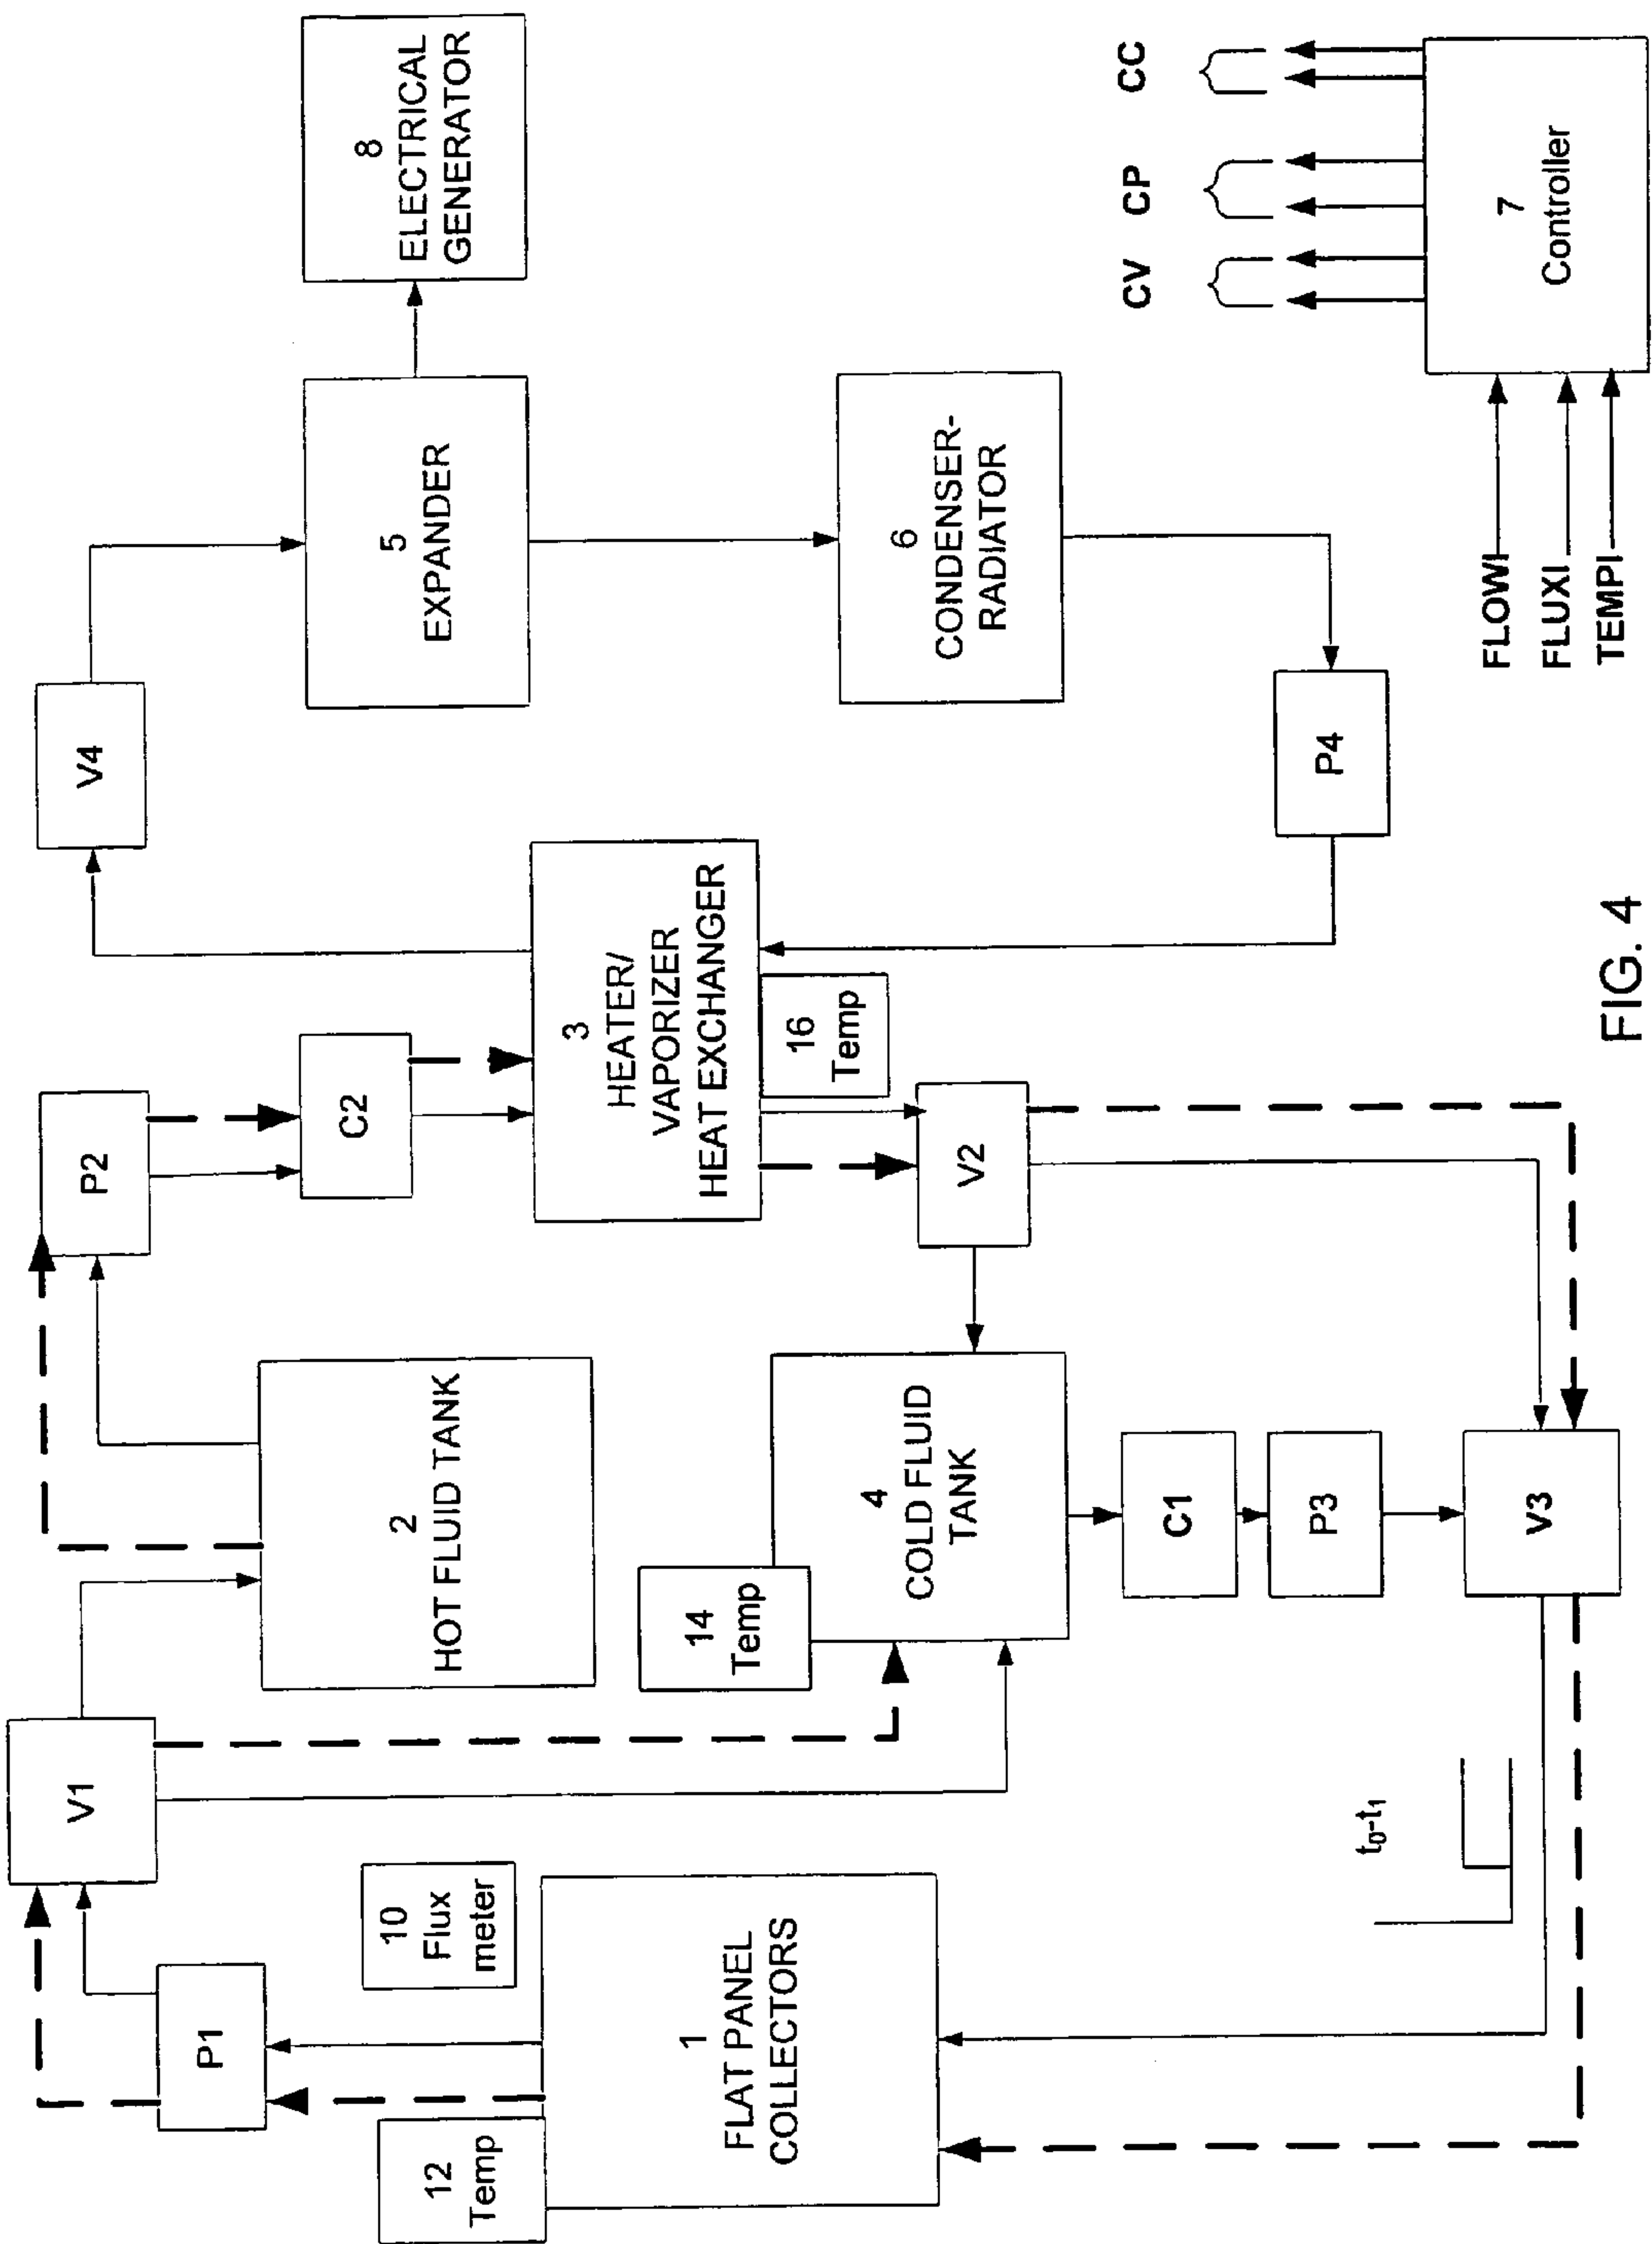 V1
P1
12
Temp
10
Flux
meter
1
FLAT PANEL
COLLECTORS
2
HOT FLUID TANK
14
Temp
4
COLD FLUID
TANK
t0-t1
C1
P3
V3
P2
C2
3
HEATER/
VAPORIZER
HEAT EXCHANGER
16
Temp
V2
V4
5
EXPANDER
8
ELECTRICAL
GENERATOR
6
CONDENSER-
RADIATOR
P4
CV CP CC
7
Controller
FLOWI
FLUXI
TEMPI
FIG. 4